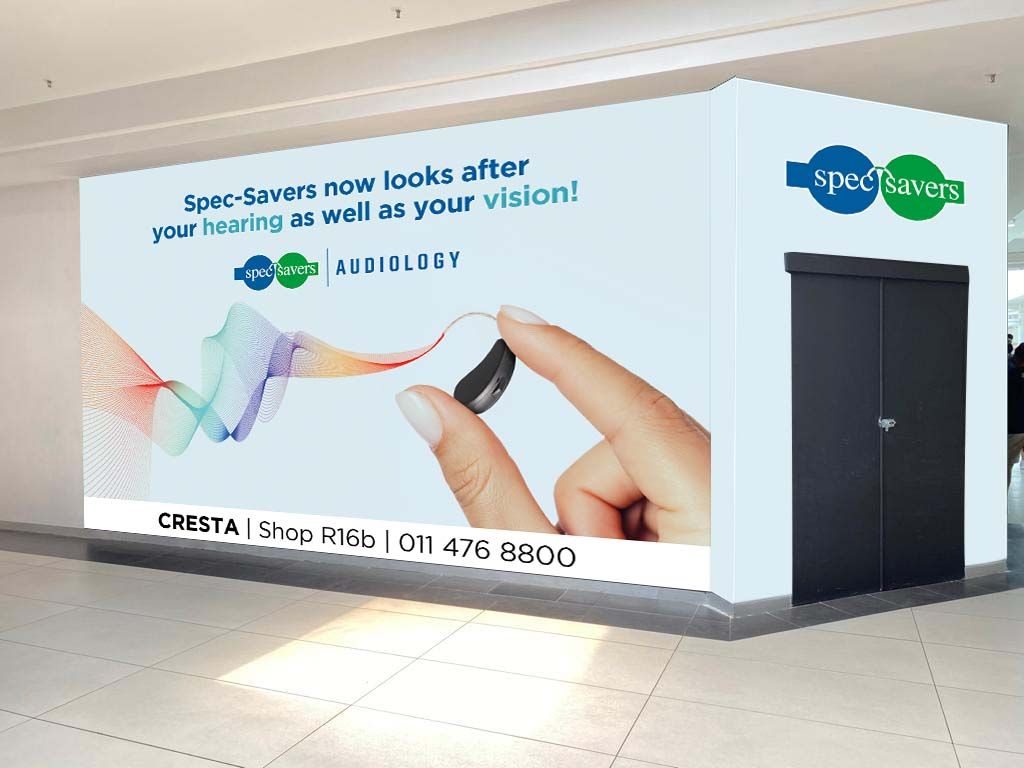 Spec-Savers now looks after
your hearing as well as your vision!
spec savers | AUDIOLOGY
CRESTA | Shop R16b | 011 476 8800
spec savers